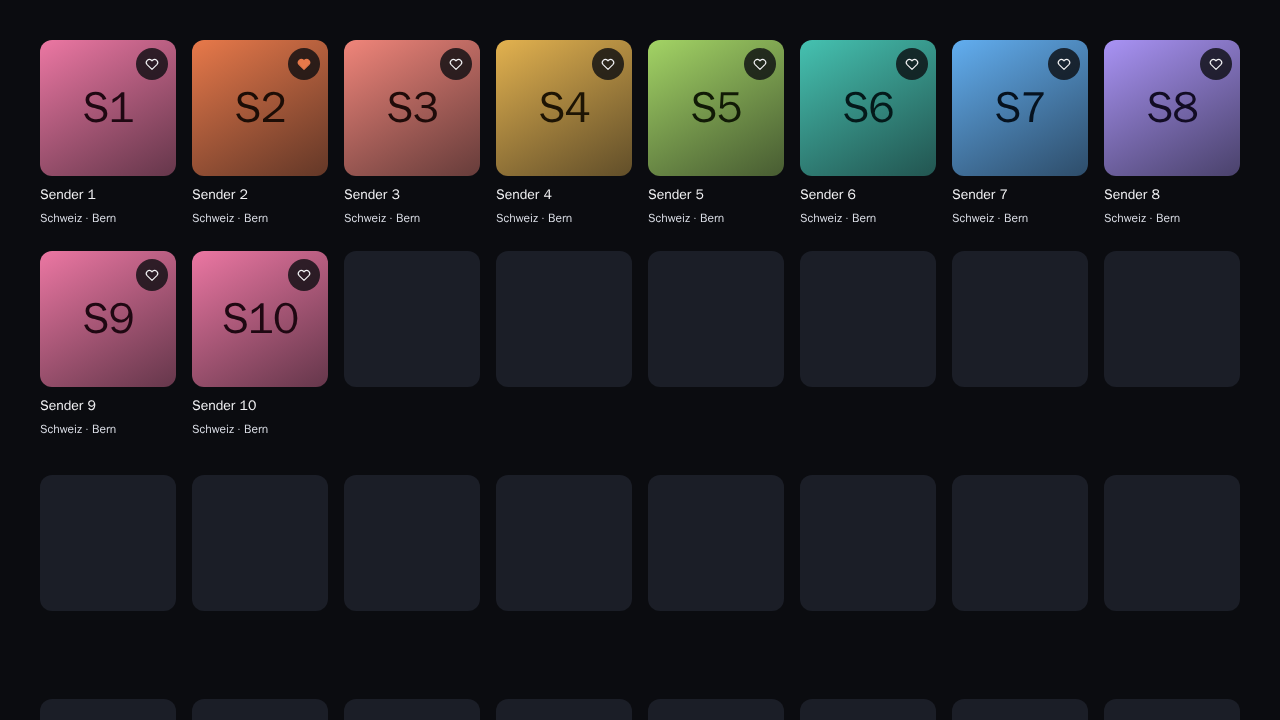 S1
S2
S3
S4
S5
S6
S7
S8
Sender 1
Sender 2
Sender 3
Sender 4
Sender 5
Sender 6
Sender 7
Sender 8
Schweiz · Bern
Schweiz · Bern
Schweiz · Bern
Schweiz · Bern
Schweiz · Bern
Schweiz · Bern
Schweiz · Bern
Schweiz · Bern
S9
S10
Sender 9
Sender 10
Schweiz · Bern
Schweiz · Bern